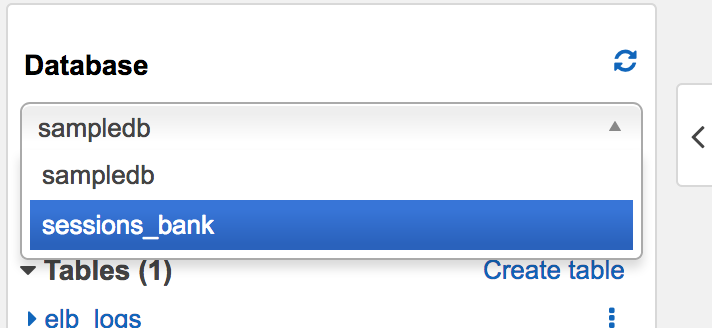 Database
sampledb
sampledb
sessions_bank
Tables (1) Create table
elb_logs